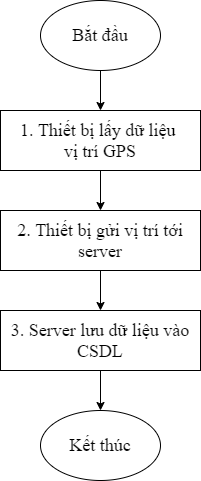 Bắt đầu
1. Thiết bị lấy dữ liệu
vị trí GPS
2. Thiết bị gửi vị trí tới
server
3. Server lưu dữ liệu vào
CSDL
Kết thúc